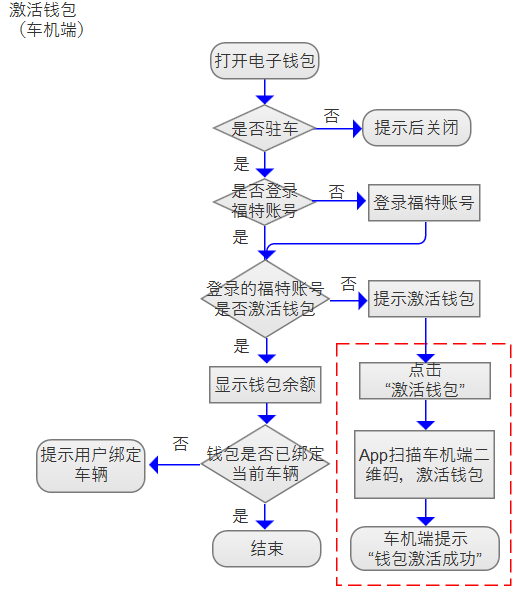 激活钱包
（车机端）
打开电子钱包
是否驻车
否
提示后关闭
是
是否登录
福特账号
否
登录福特账号
是
登录的福特账号
是否激活钱包
否
提示激活钱包
是
显示钱包余额
点击
“激活钱包”
钱包是否已绑定
当前车辆
否
提示用户绑定
车辆
App扫描车机端二
维码，激活钱包
是
结束
车机端提示
“钱包激活成功”